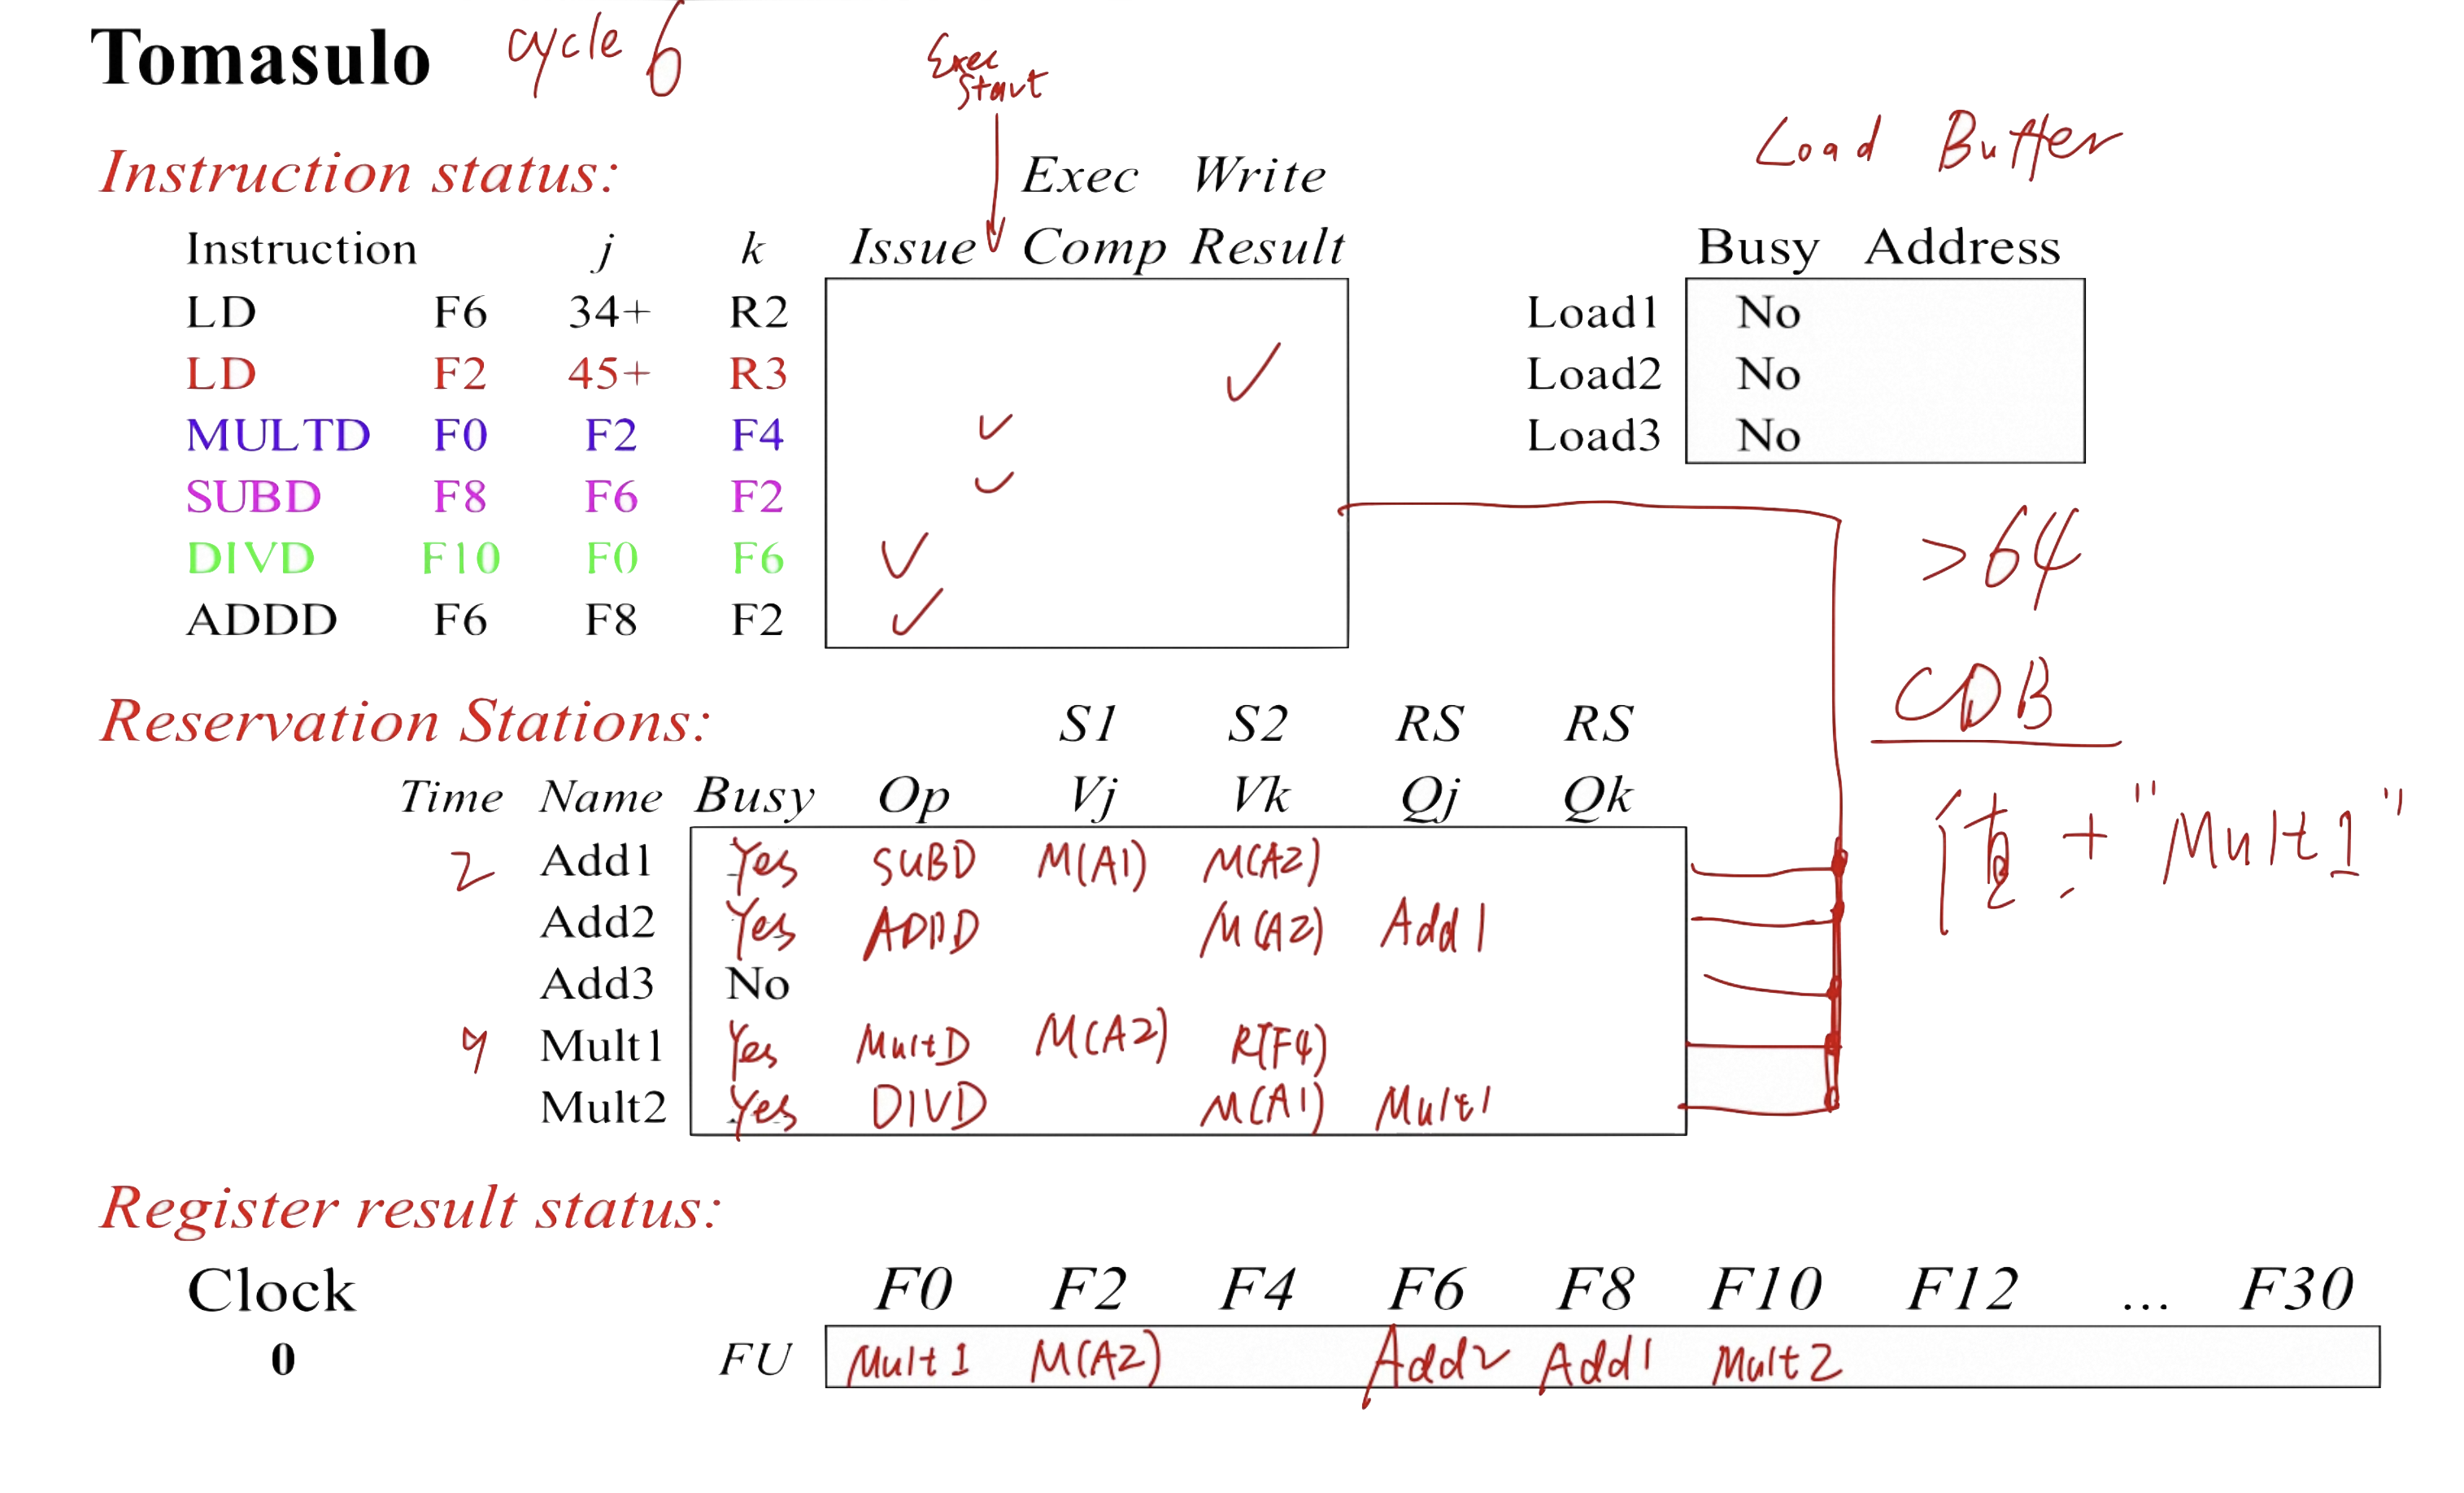 Tomasulo cycle 6
Exec Start
Load Buffer
Instruction status:
Exec Write
Instruction j k Issue Comp Result
Busy Address
LD F6 34+ R2
Load1 No
LD F2 45+ R3 ✓
Load2 No
MULTD F0 F2 F4 ✓
Load3 No
SUBD F8 F6 F2 ✓
DIVD F10 F0 F6 ✓
>64
ADDD F6 F8 F2 ✓
CDB
Reservation Stations: S1 S2 RS RS
Time Name Busy Op Vj Vk Qj Qk
值 + "Mult1"
2 Add1 Yes SUBD M(A1) M(A2)
Add2 Yes ADDD M(A2) Add1
Add3 No
Mult1 Yes MultD M(A2) R(F4)
Mult2 Yes DIVD M(A1) Mult1
Register result status:
Clock F0 F2 F4 F6 F8 F10 F12 ... F30
0 FU Mult1 M(A2) Add2 Add1 Mult2